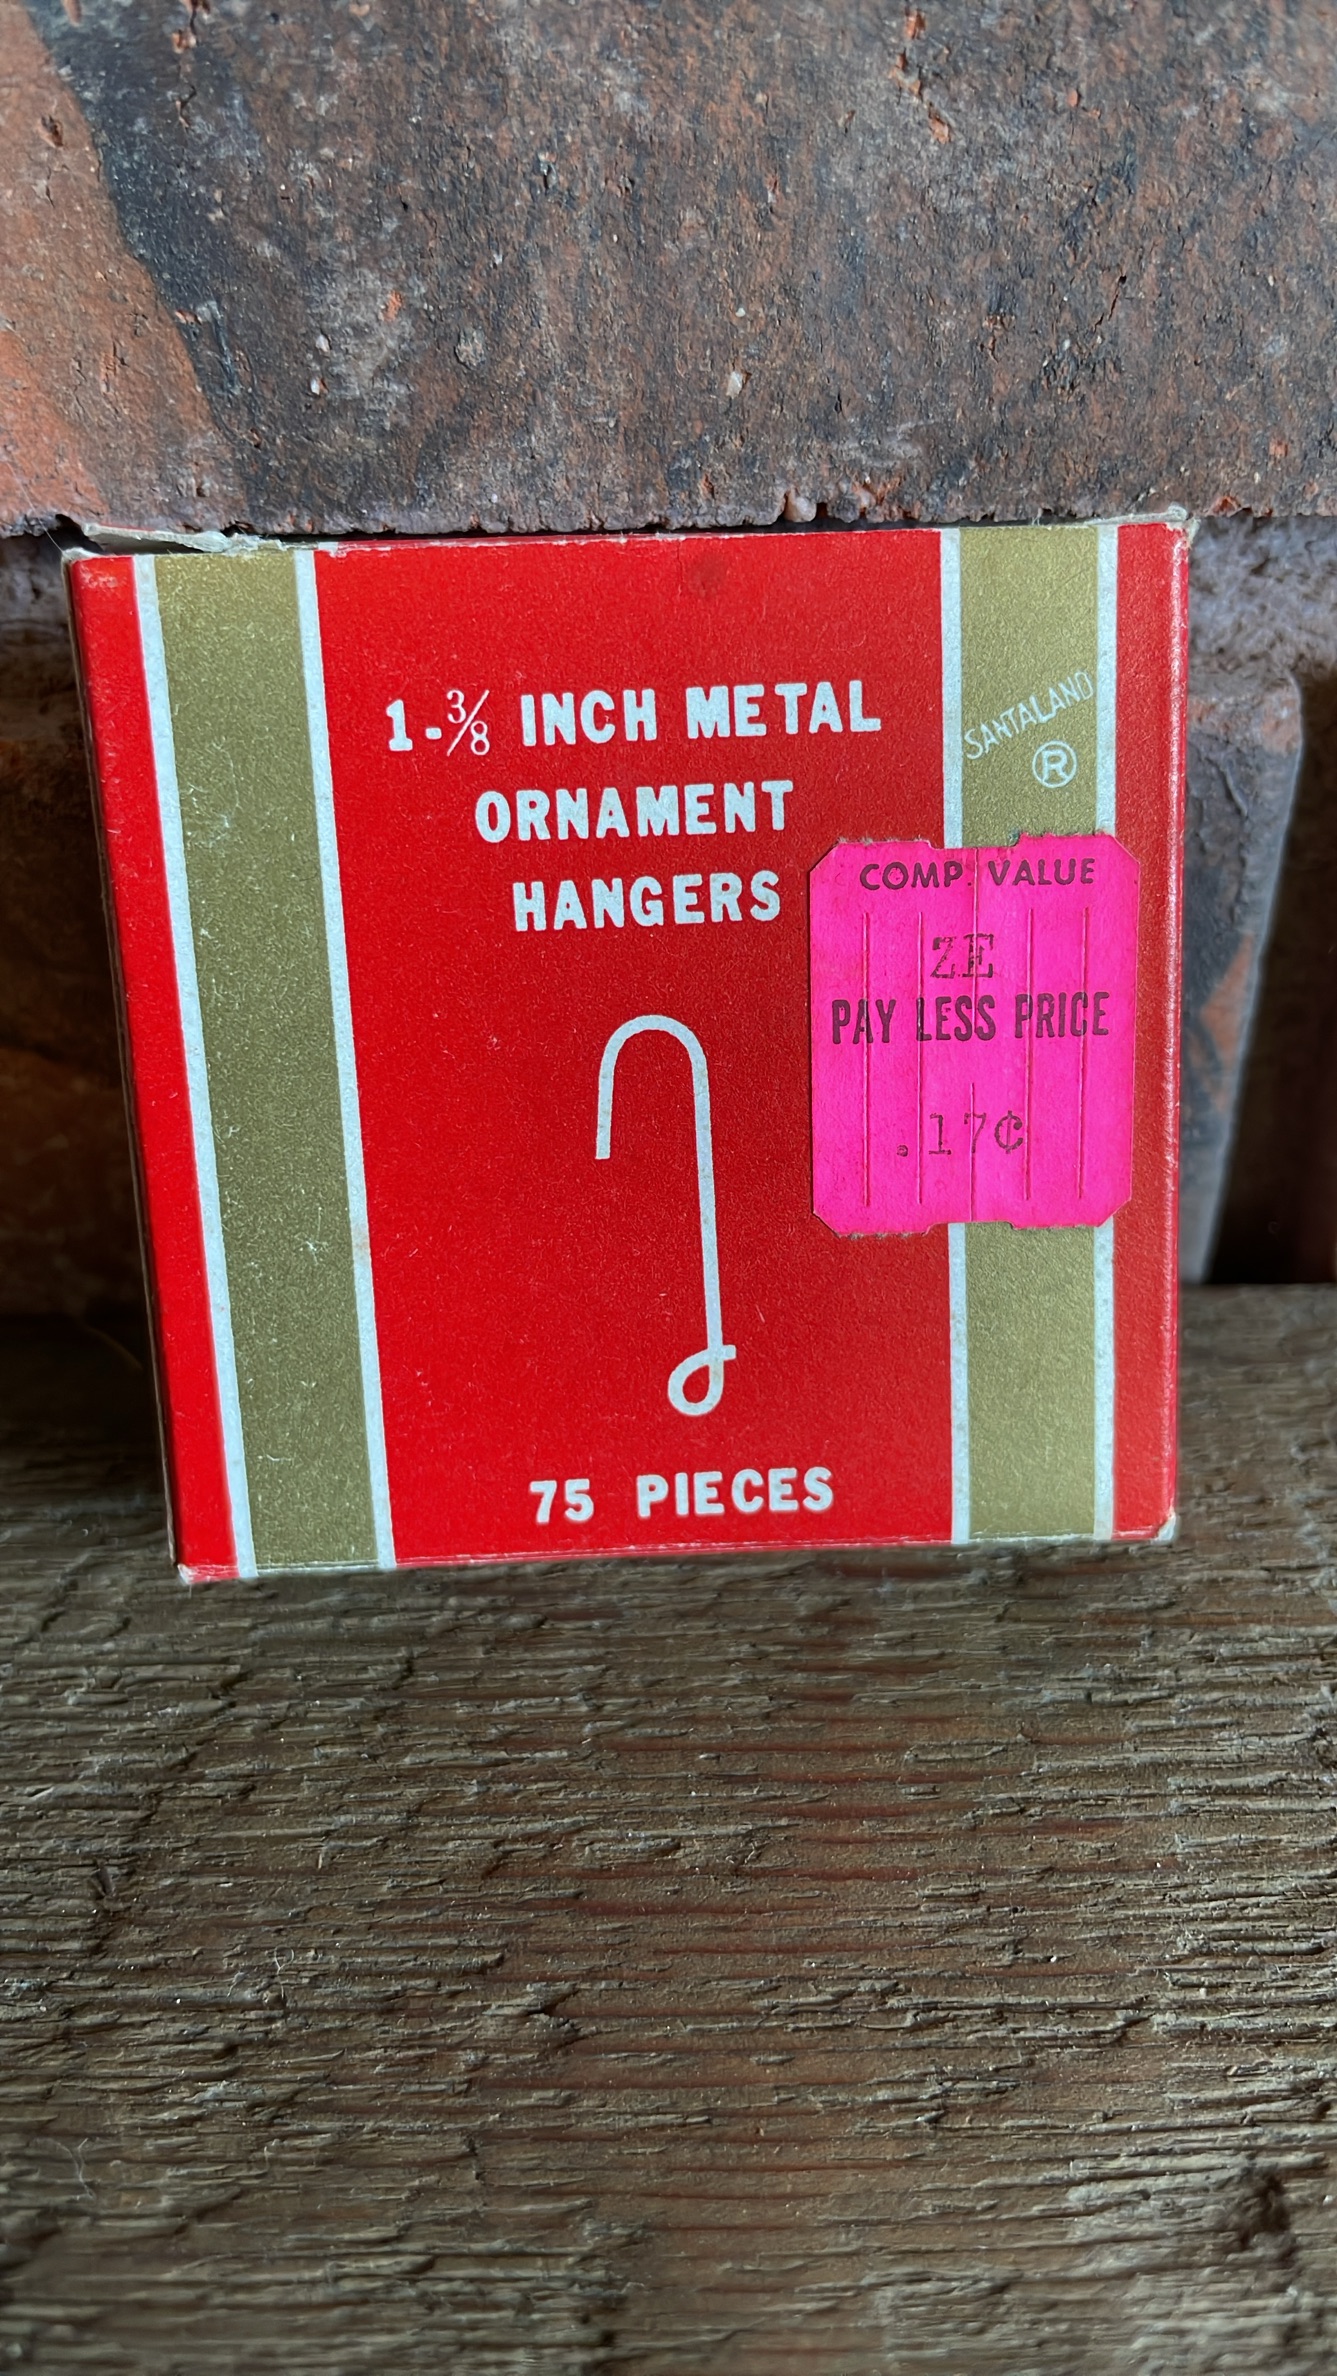 1-⅜ INCH METAL
ORNAMENT
HANGERS
SANTALAND
®
COMP. VALUE
ZE
PAY LESS PRICE
.17¢
75 PIECES